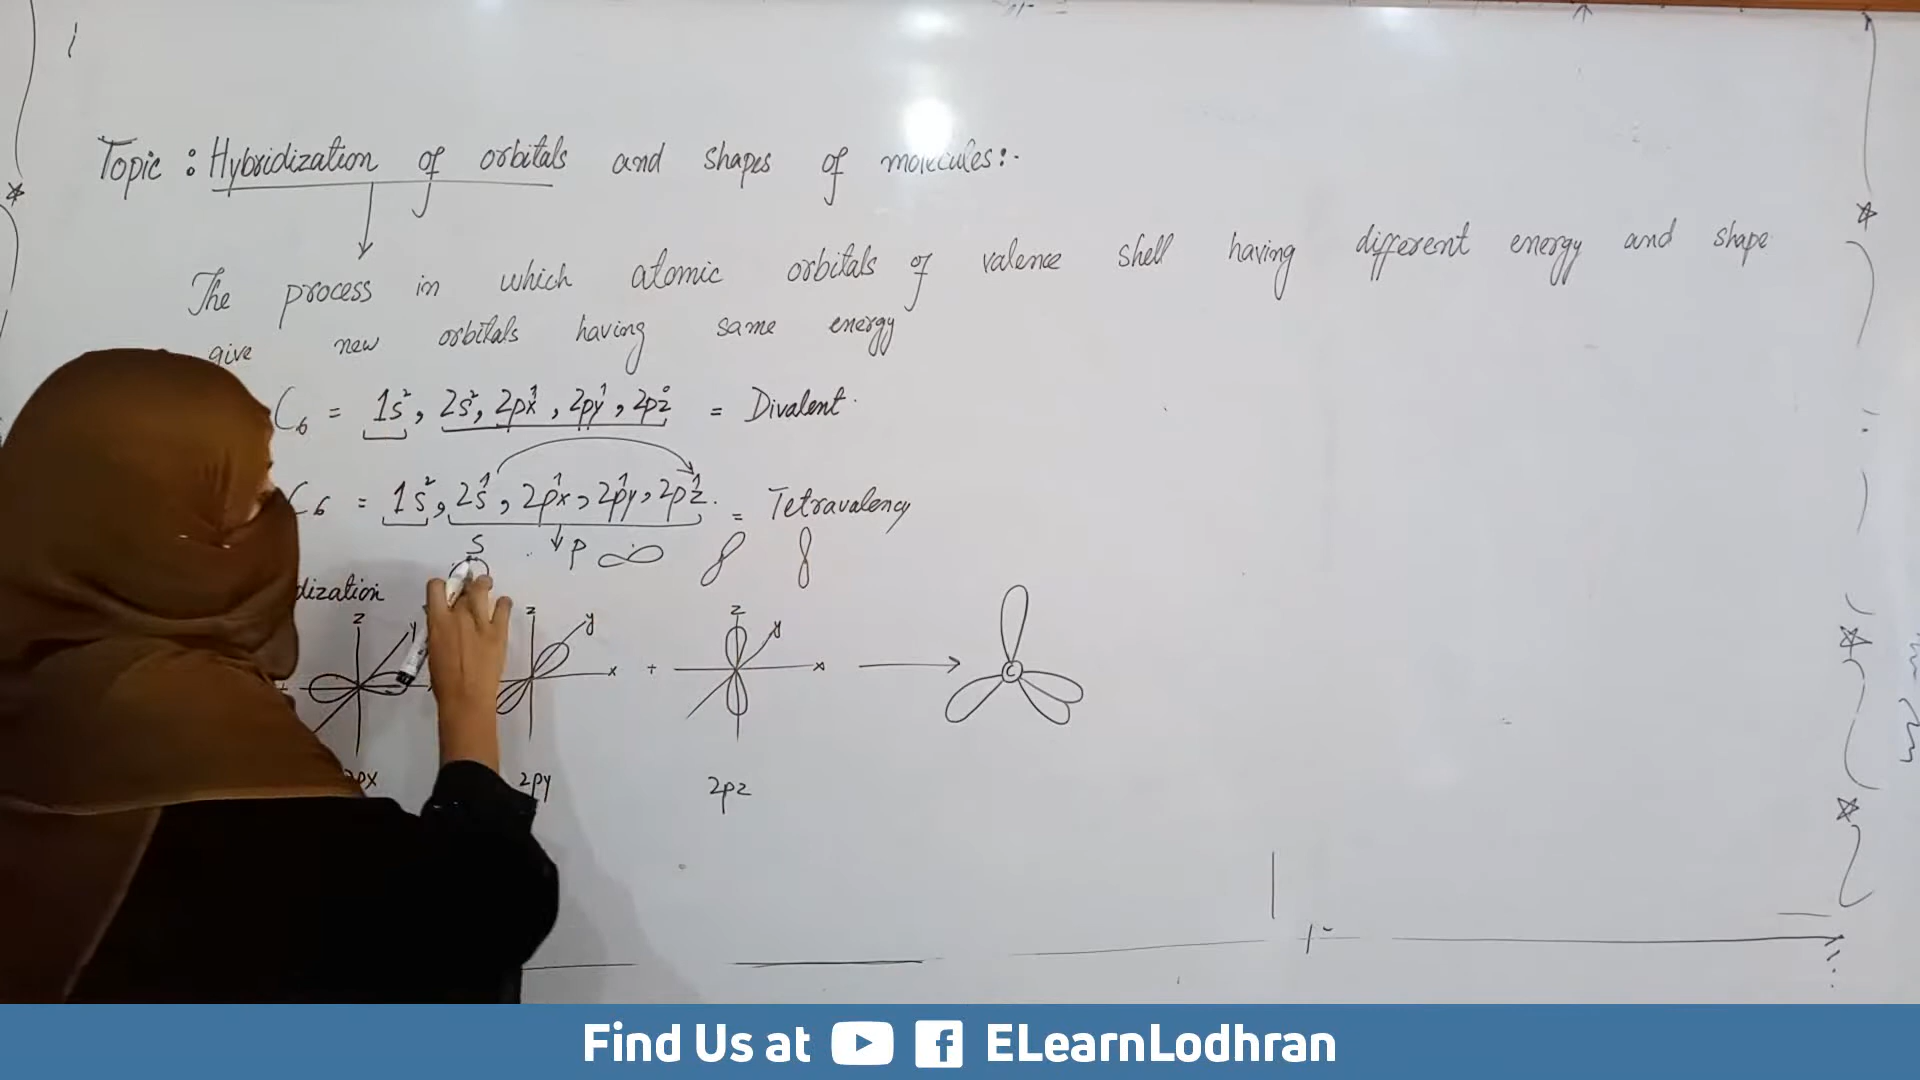 Topic : Hybridization of orbitals and shapes of molecules:-
The process in which atomic orbitals of valence shell having different energy and shape
give new orbitals having same energy
C₆ = 1s², 2s², 2px¹, 2py¹, 2pz⁰ = Divalent
C₆ = 1s², 2s¹, 2px¹, 2py¹, 2pz¹. = Tetravalency
S P
dization
z y z y z y
x + x → C
2px 2py 2pz
Find Us at ELearnLodhran